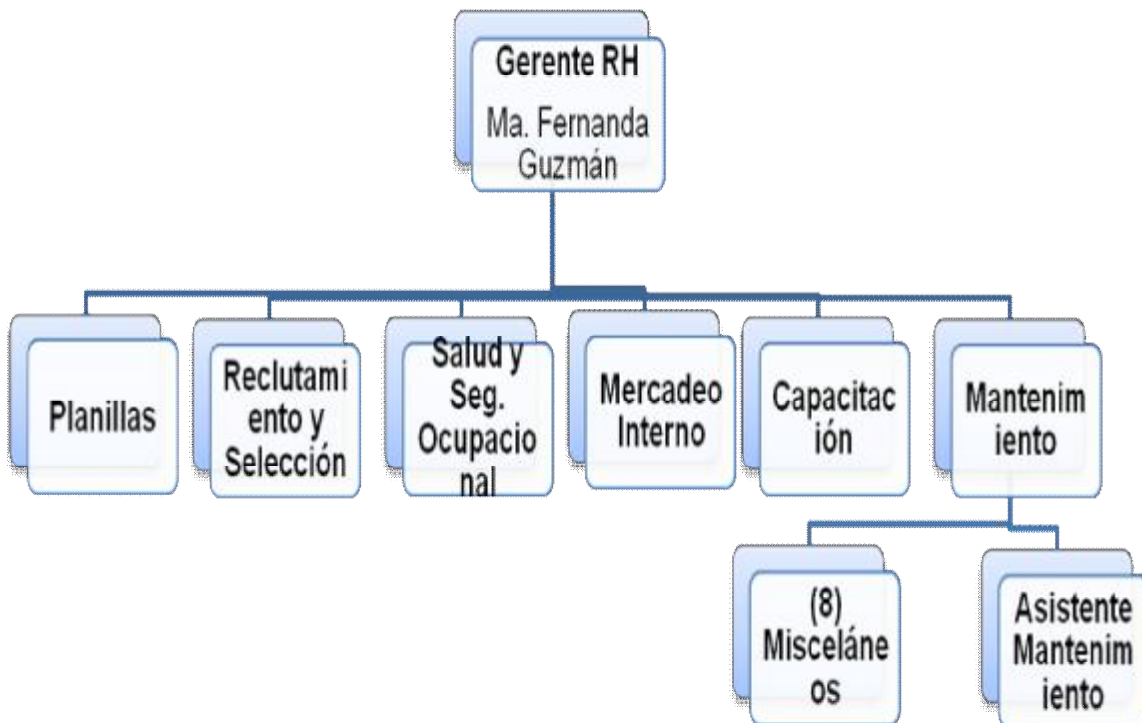 Gerente RH
Ma. Fernanda
Guzmán
Planillas
Reclutami
ento y
Selección
Salud y
Seg.
Ocupacio
nal
Mercadeo
Interno
Capacitac
ión
Mantenim
iento
(8)
Misceláne
os
Asistente
Mantenim
iento